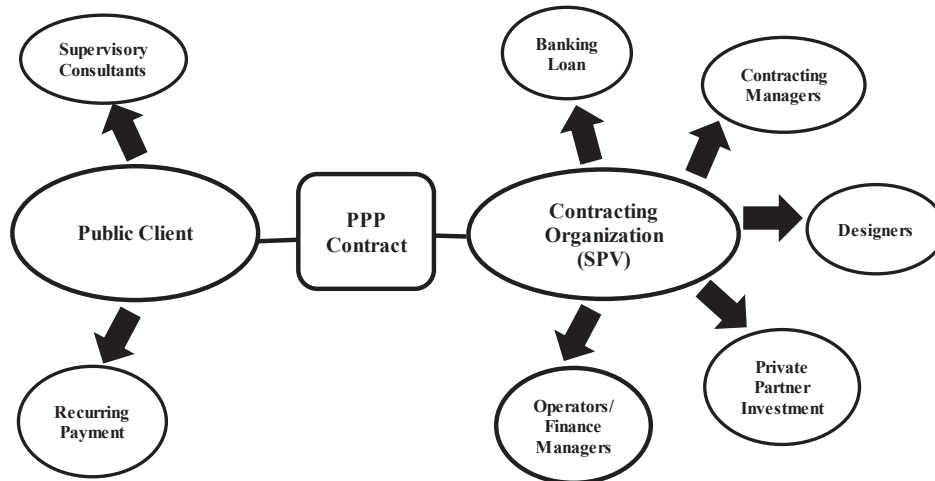 Supervisory
Consultants
Banking
Loan
Contracting
Managers
Public Client
PPP
Contract
Contracting
Organization
(SPV)
Designers
Recurring
Payment
Operators/
Finance
Managers
Private
Partner
Investment